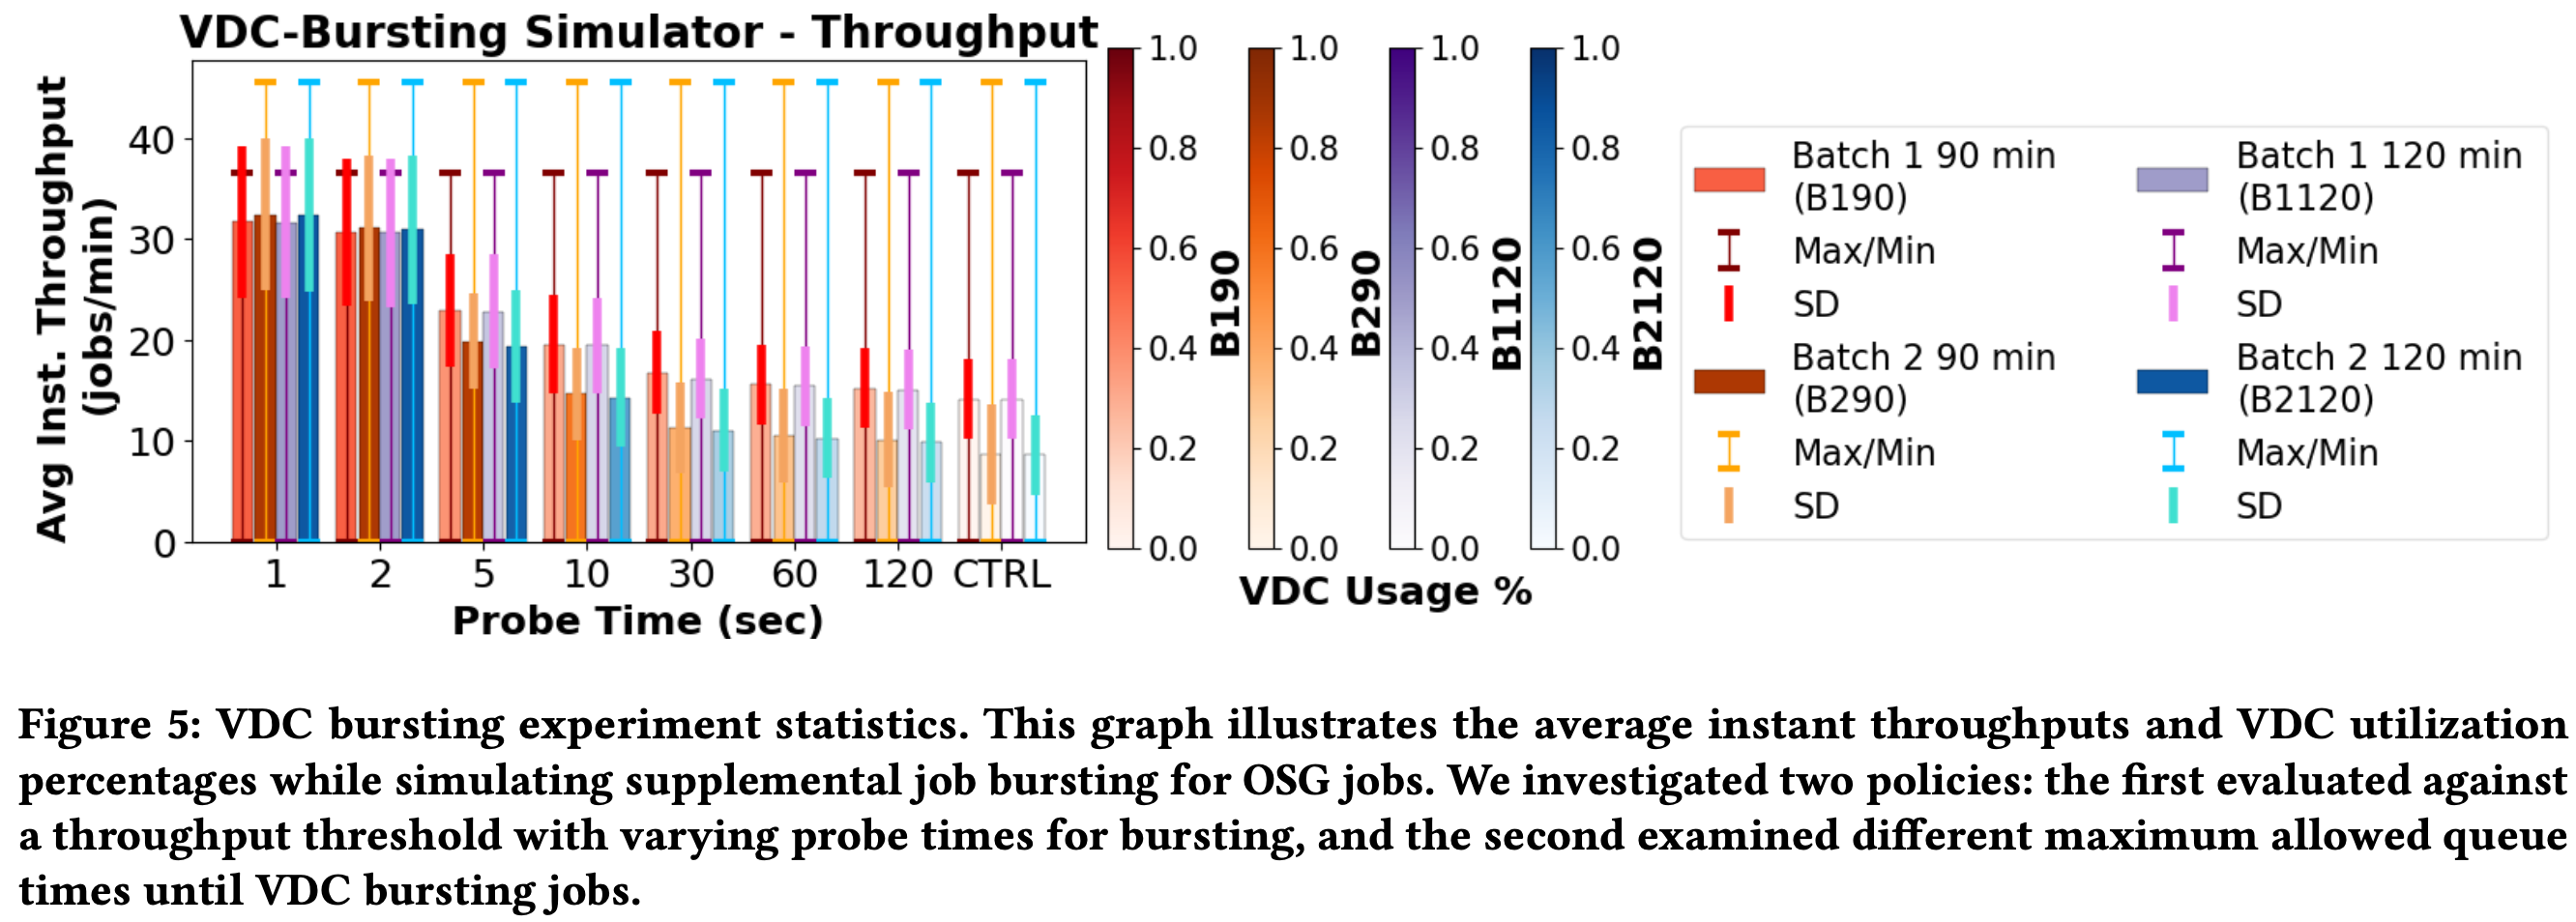 VDC-Bursting Simulator - Throughput
Avg Inst. Throughput
(jobs/min)
40
30
20
10
0
1 2 5 10 30 60 120 CTRL
Probe Time (sec)
1.0
0.8
0.6
0.4
0.2
0.0
B190
1.0
0.8
0.6
0.4
0.2
0.0
B290
1.0
0.8
0.6
0.4
0.2
0.0
B1120
1.0
0.8
0.6
0.4
0.2
0.0
B2120
VDC Usage %
Batch 1 90 min
(B190)
Max/Min
SD
Batch 2 90 min
(B290)
Max/Min
SD
Batch 1 120 min
(B1120)
Max/Min
SD
Batch 2 120 min
(B2120)
Max/Min
SD
Figure 5: VDC bursting experiment statistics. This graph illustrates the average instant throughputs and VDC utilization
percentages while simulating supplemental job bursting for OSG jobs. We investigated two policies: the first evaluated against
a throughput threshold with varying probe times for bursting, and the second examined different maximum allowed queue
times until VDC bursting jobs.